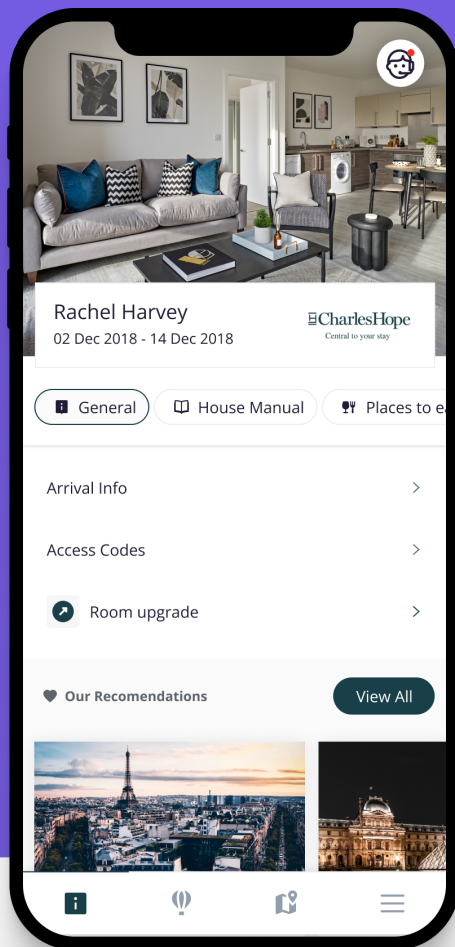 Rachel Harvey
02 Dec 2018 - 14 Dec 2018
CharlesHope
Central to your stay
General
House Manual
Places to ea
Arrival Info
Access Codes
Room upgrade
Our Recomendations
View All